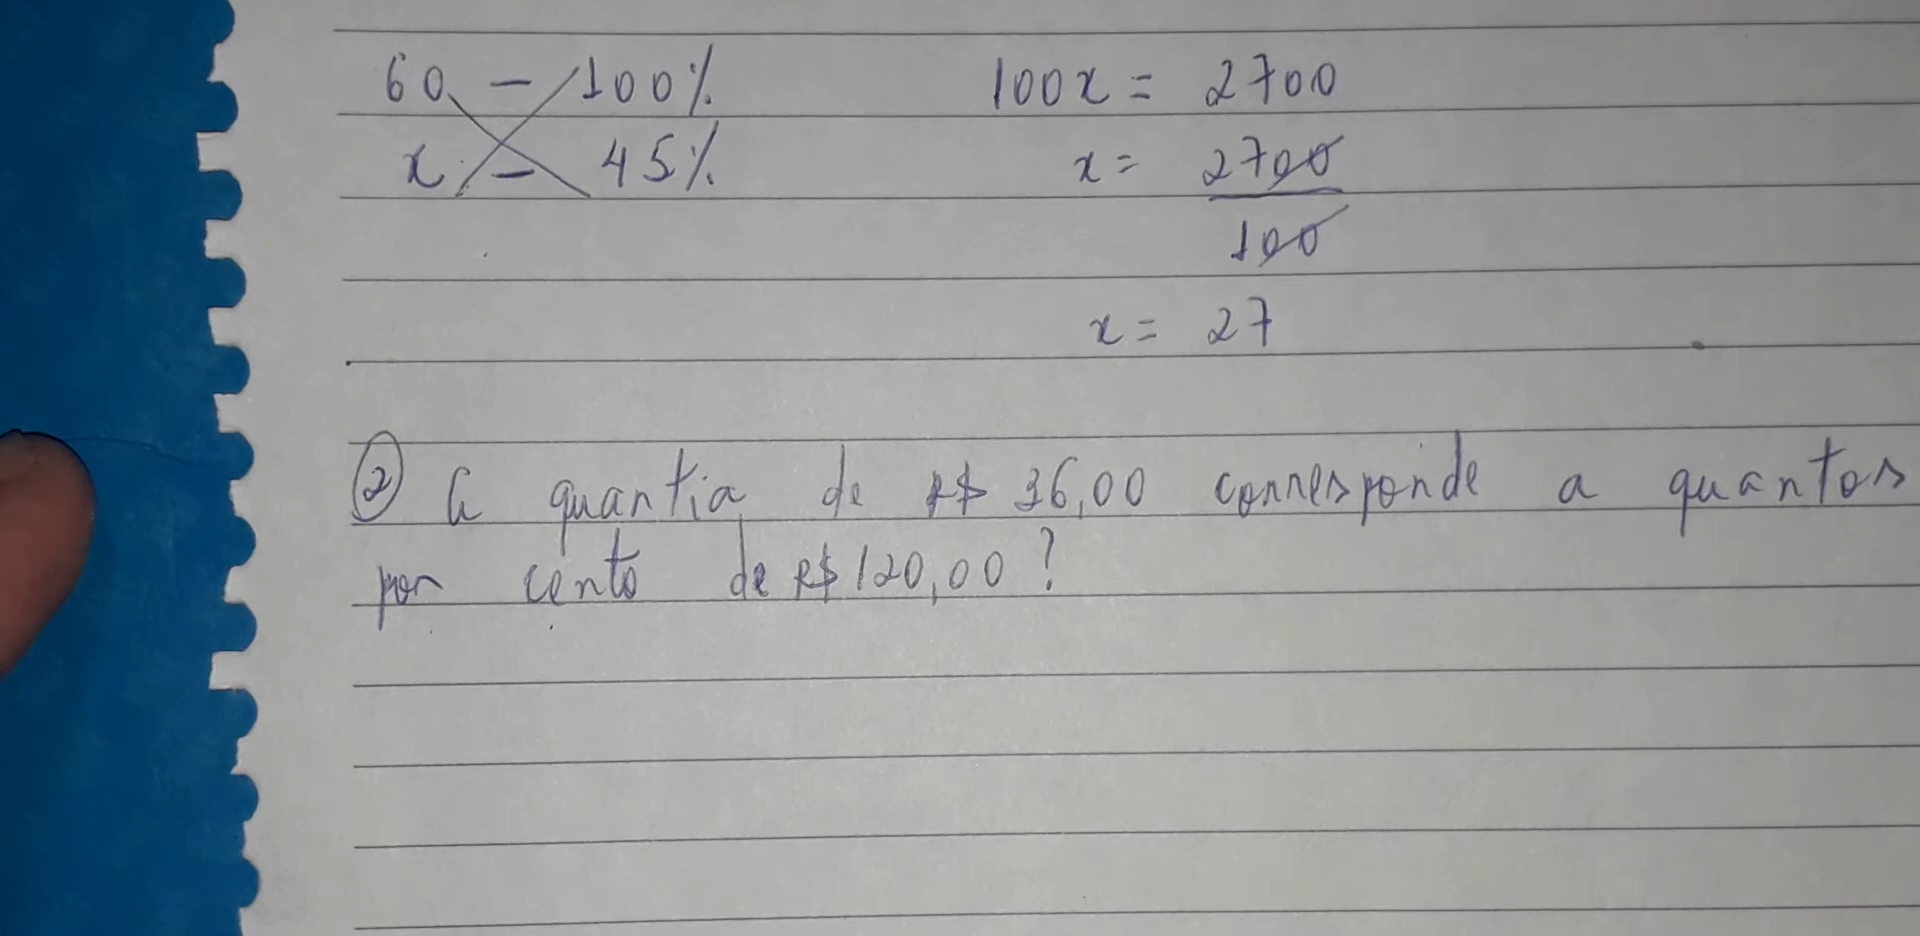 60 - 100% 100x = 2700
x - 45% x = 2700
100
x = 27
② A quantia de R$ 36,00 corresponde a quantos
por cento de R$ 120,00?